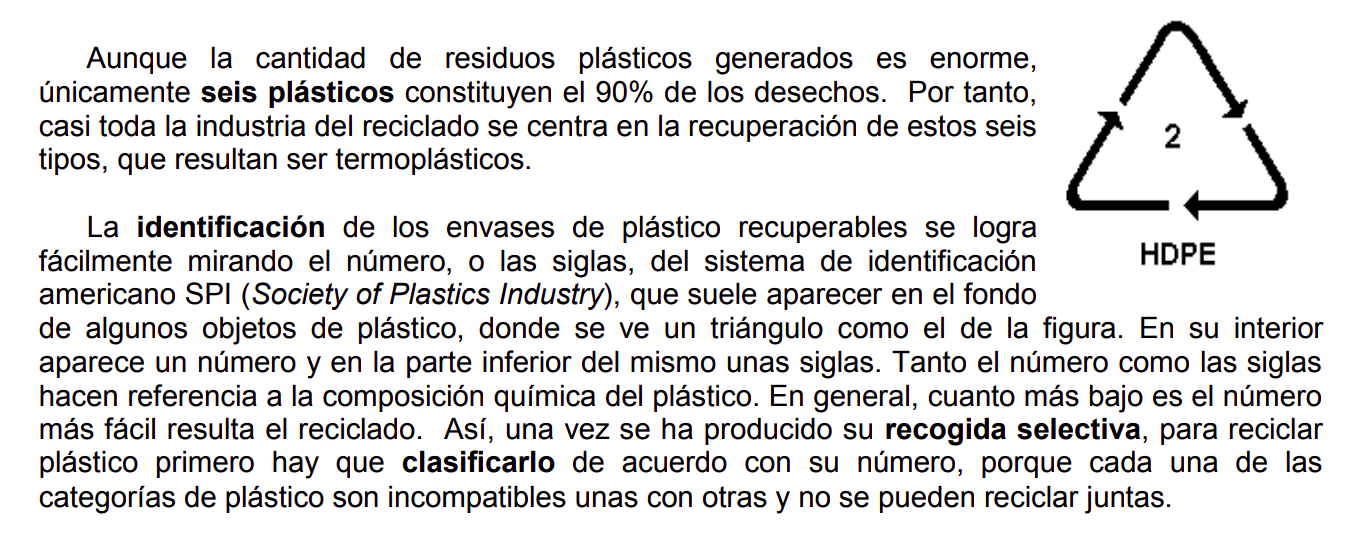 Aunque la cantidad de residuos plásticos generados es enorme,
únicamente seis plásticos constituyen el 90% de los desechos. Por tanto,
casi toda la industria del reciclado se centra en la recuperación de estos seis
tipos, que resultan ser termoplásticos.
2
HDPE
La identificación de los envases de plástico recuperables se logra
fácilmente mirando el número, o las siglas, del sistema de identificación
americano SPI (Society of Plastics Industry), que suele aparecer en el fondo
de algunos objetos de plástico, donde se ve un triángulo como el de la figura. En su interior
aparece un número y en la parte inferior del mismo unas siglas. Tanto el número como las siglas
hacen referencia a la composición química del plástico. En general, cuanto más bajo es el número
más fácil resulta el reciclado. Así, una vez se ha producido su recogida selectiva, para reciclar
plástico primero hay que clasificarlo de acuerdo con su número, porque cada una de las
categorías de plástico son incompatibles unas con otras y no se pueden reciclar juntas.